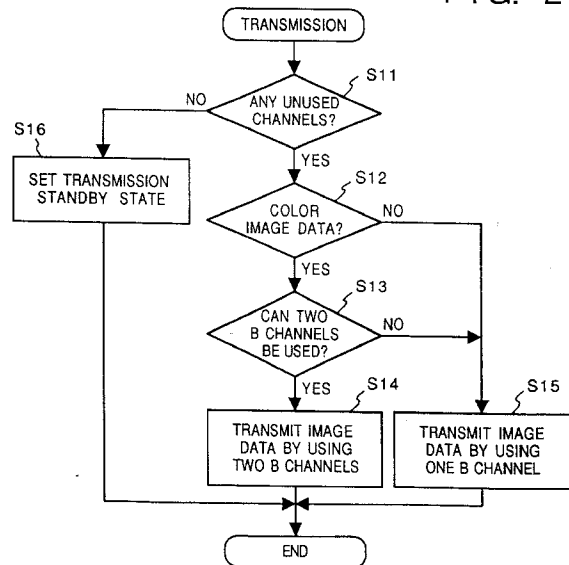 FIG. 2
TRANSMISSION
S11
ANY UNUSED
CHANNELS?
NO
YES
S16
SET TRANSMISSION
STANDBY STATE
S12
COLOR
IMAGE DATA?
NO
YES
S13
CAN TWO
B CHANNELS
BE USED?
NO
YES
S14
TRANSMIT IMAGE
DATA BY USING
TWO B CHANNELS
S15
TRANSMIT IMAGE
DATA BY USING
ONE B CHANNEL
END